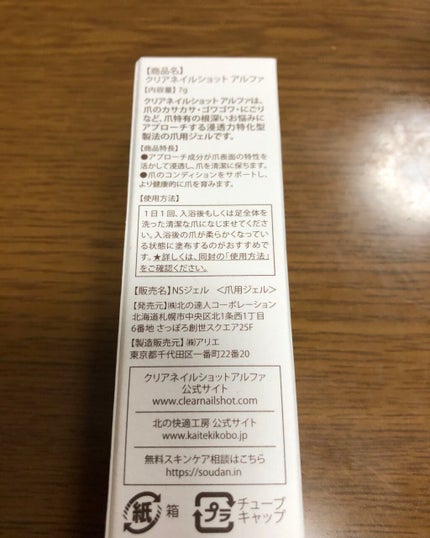 【商品名】
クリアネイルショット アルファ
【内容量】7g
クリアネイルショット アルファは、
爪のカサカサ・ゴワゴワ・にごり
など、爪特有の根深いお悩みに
アプローチする浸透力特化型
製法の爪用ジェルです。
【商品特長】
●アプローチ成分が爪表面の特性を
活かして浸透し、爪を清潔に保ちます。
●爪のコンディションをサポートし、
より健康的に爪を育みます。
【使用方法】
1日1回、入浴後もしくは足全体を
洗った清潔な爪になじませてくだ
さい。入浴後の爪が柔らかくなってい
る状態に塗布するのがおすすめで
す。★詳しくは、同封の「使用方法」
をご確認ください。
【販売名】NSジェル <爪用ジェル>
【発売元】㈱北の達人コーポレーション
北海道札幌市中央区北1条西1丁目
6番地 さっぽろ創世スクエア25F
【製造販売元】㈱アリエ
東京都千代田区一番町22番20
クリアネイルショットアルファ
公式サイト
www.clearnailshot.com
北の快適工房 公式サイト
www.kaitekikobo.jp
無料スキンケア相談はこちら
https://soudan.in
紙 箱
プラ チューブ
キャップ